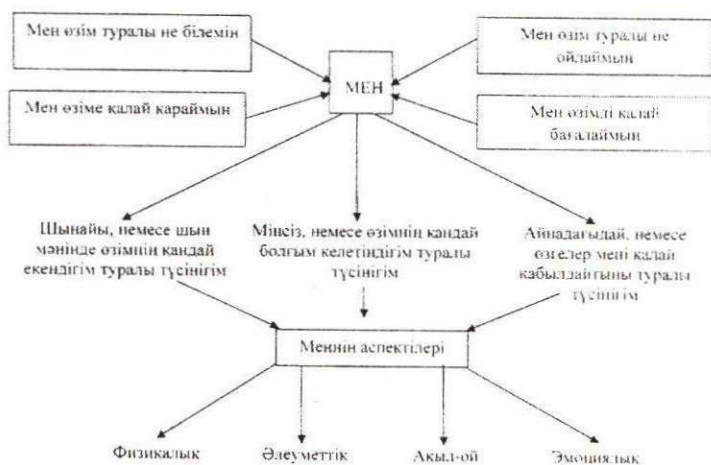 Мен өзім туралы не білемін
Мен өзім туралы не
ойлаймын
МЕН
Мен өзіме қалай қараймын
Мен өзімді қалай
бағалаймын
Шынайы, немесе шын
мәнінде өзімнің қандай
екендігім туралы түсінігім
Мінсіз, немесе өзімнің қандай
болғым келетіндігім туралы
түсінігім
Айнадағыдай, немесе
өзгелер мені қалай
қабылдайтыны туралы
түсінігім
Меннің аспектілері
Физикалық
Әлеуметтік
Ақыл-ой
Эмоциялық